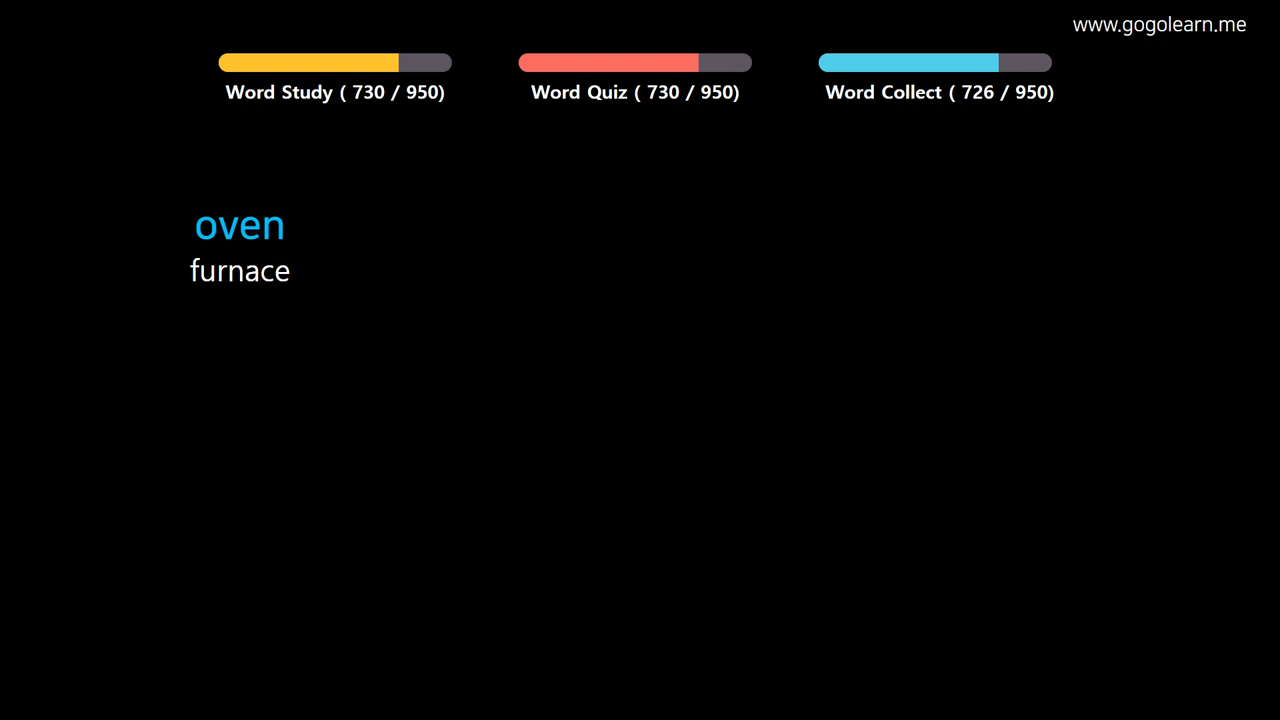 www.gogolearn.me
Word Study ( 730 / 950)
Word Quiz ( 730 / 950)
Word Collect ( 726 / 950)
oven
furnace